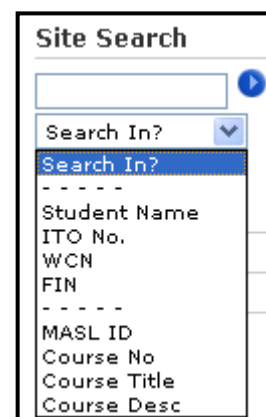 Site Search
Search In?
Search In?
- - - - -
Student Name
ITO No.
WCN
FIN
- - - - -
MASL ID
Course No
Course Title
Course Desc